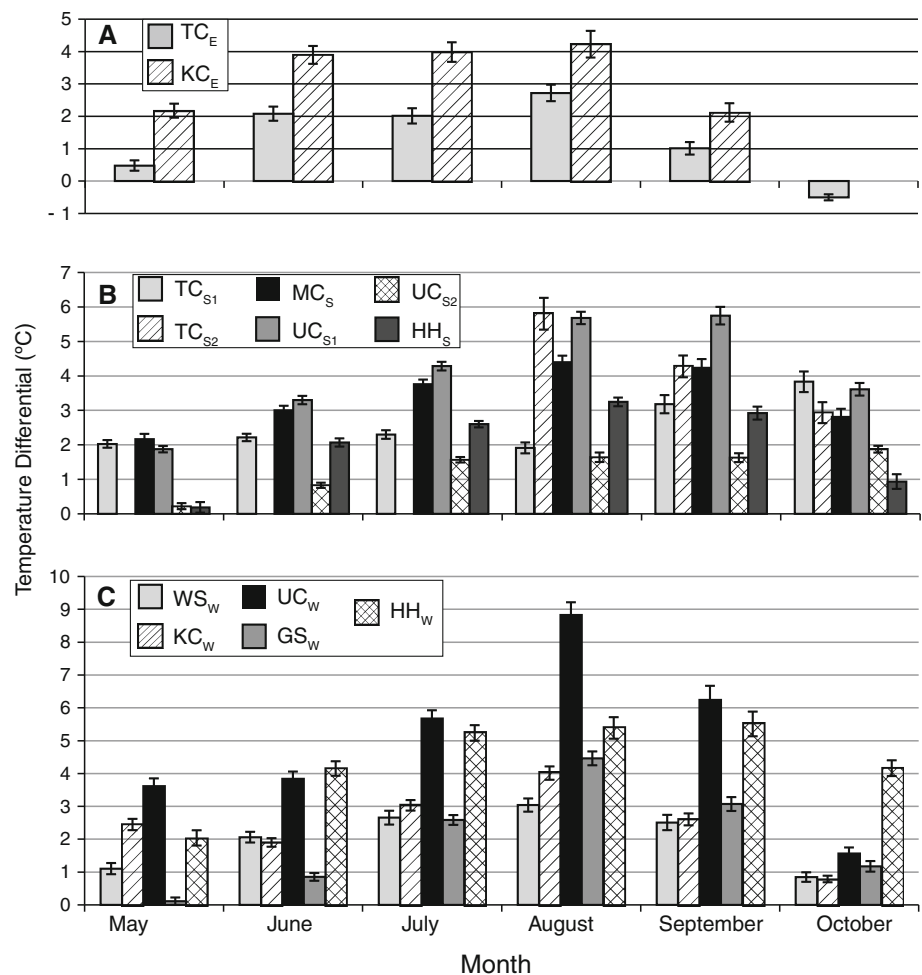 A
TC_E
KC_E
5
4
3
2
1
0
- 1
B
TC_S1
MC_S
UC_S2
TC_S2
UC_S1
HH_S
7
6
5
4
3
2
1
0
Temperature Differential (°C)
C
WS_W
UC_W
HH_W
KC_W
GS_W
10
9
8
7
6
5
4
3
2
1
0
May June July August September October
Month